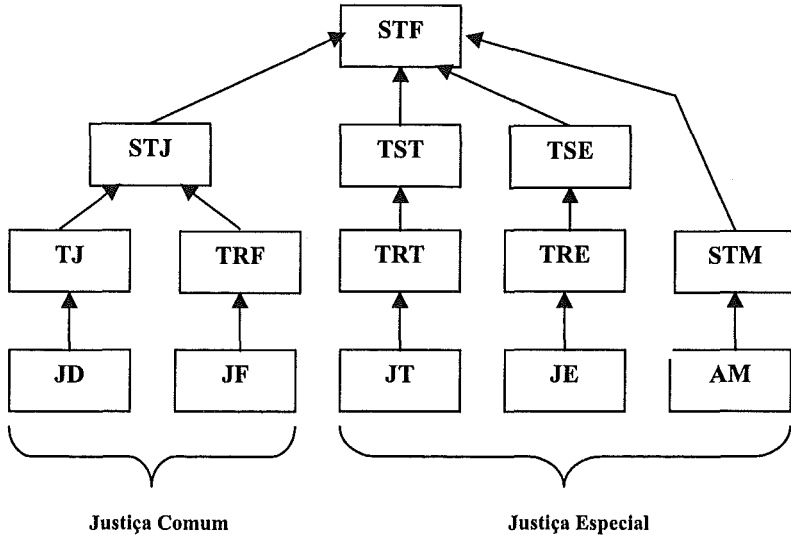 STF
STJ TST TSE
TJ TRF TRT TRE STM
JD JF JT JE AM
Justiça Comum Justiça Especial